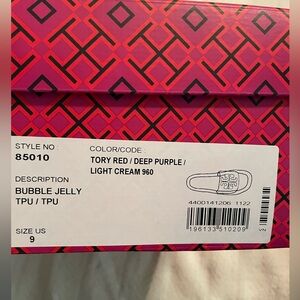 STYLE NO :
85010
COLOR/CODE :
TORY RED / DEEP PURPLE /
LIGHT CREAM 960
DESCRIPTION
BUBBLE JELLY
TPU / TPU
4400141206 1122
196133 510209
SIZE US
9